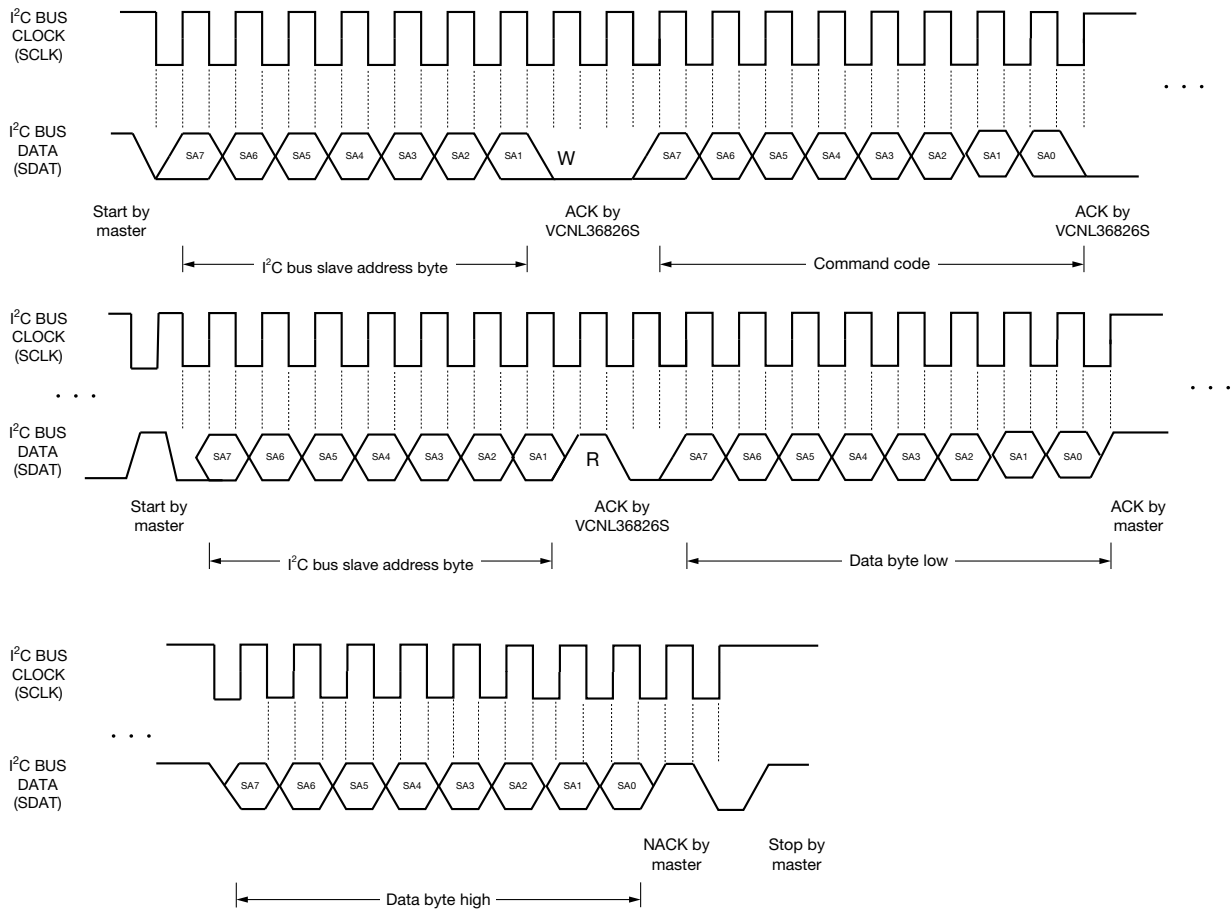 I²C BUS
CLOCK
(SCLK)
. . .
I²C BUS
DATA
(SDAT)
SA7 SA6 SA5 SA4 SA3 SA2 SA1 W SA7 SA6 SA5 SA4 SA3 SA2 SA1 SA0
Start by
master
ACK by
VCNL36826S
ACK by
VCNL36826S
I²C bus slave address byte
Command code
I²C BUS
CLOCK
(SCLK)
. . .
. . .
I²C BUS
DATA
(SDAT)
SA7 SA6 SA5 SA4 SA3 SA2 SA1 R SA7 SA6 SA5 SA4 SA3 SA2 SA1 SA0
Start by
master
ACK by
VCNL36826S
ACK by
master
I²C bus slave address byte
Data byte low
I²C BUS
CLOCK
(SCLK)
. . .
I²C BUS
DATA
(SDAT)
SA7 SA6 SA5 SA4 SA3 SA2 SA1 SA0
NACK by
master
Stop by
master
Data byte high